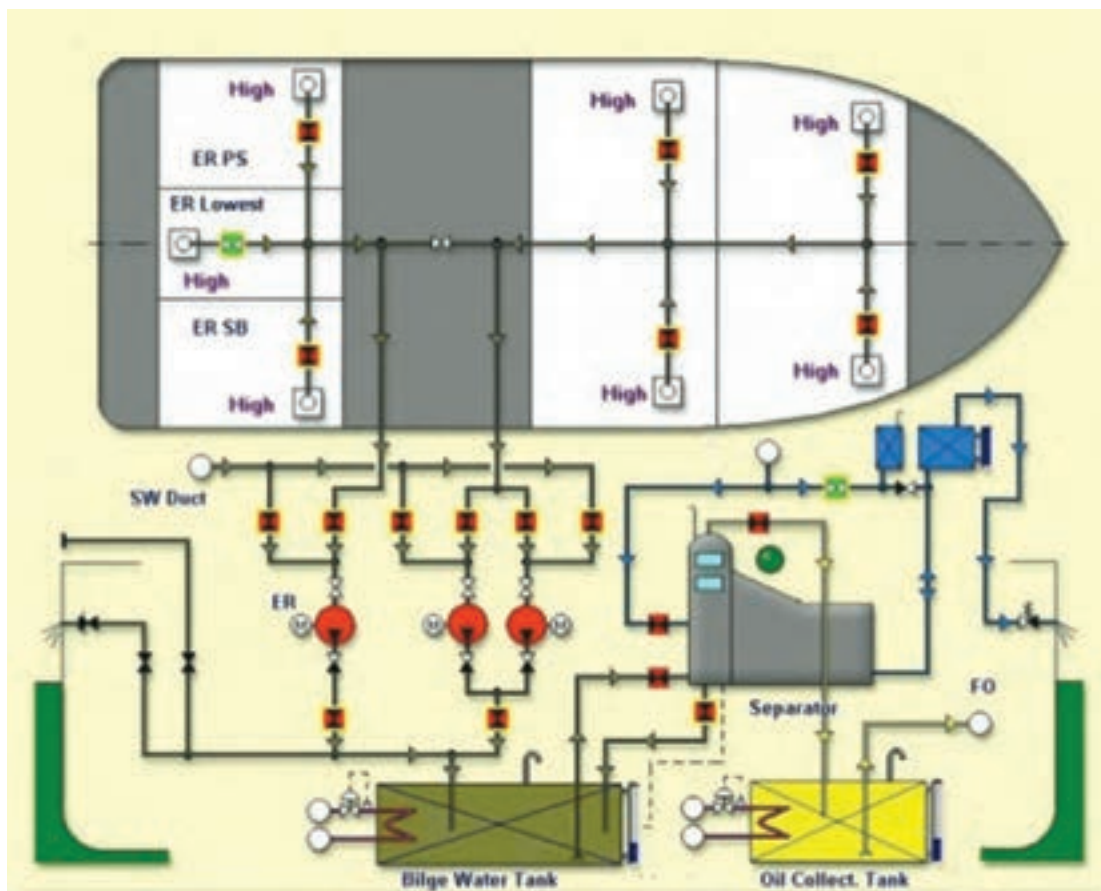 High
High
High
ER PS
ER Lowest
High
ER SB
High
High
High
SW Duct
ER
FO
Separator
Bilge Water Tank
Oil Collect. Tank